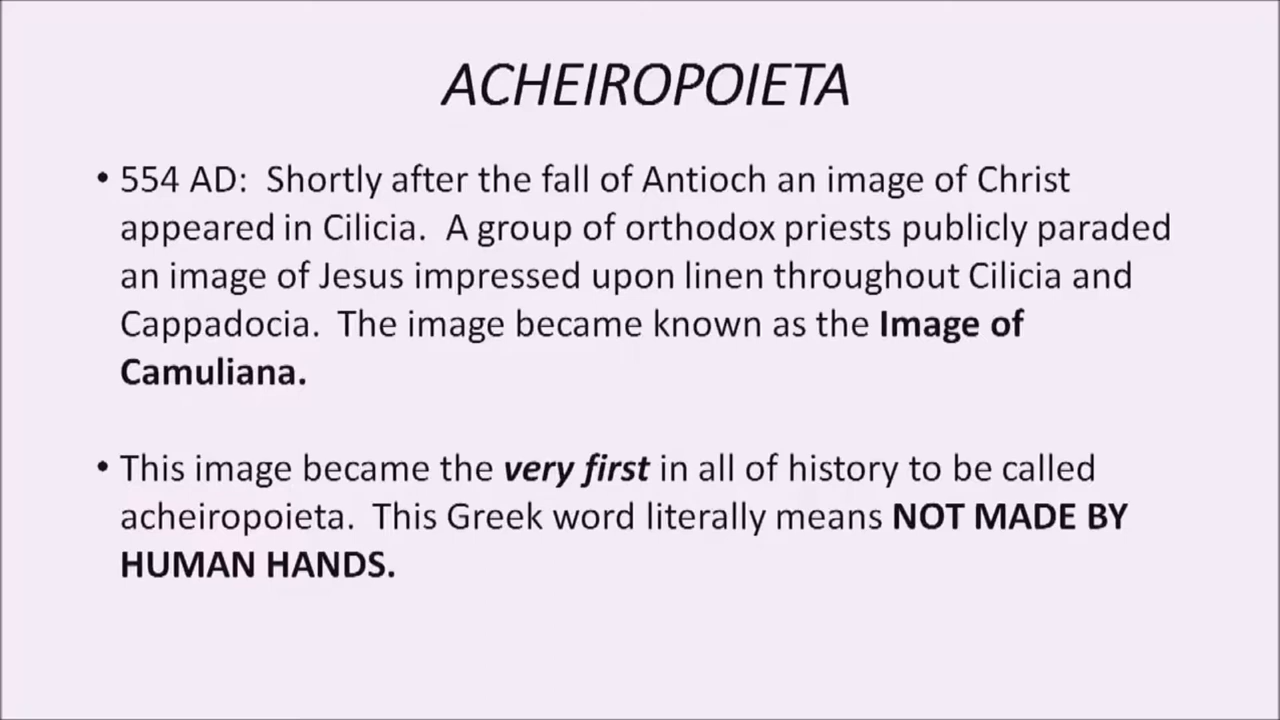 ACHEIROPOIETA
• 554 AD:  Shortly after the fall of Antioch an image of Christ
appeared in Cilicia.  A group of orthodox priests publicly paraded
an image of Jesus impressed upon linen throughout Cilicia and
Cappadocia.  The image became known as the Image of
Camuliana.
• This image became the very first in all of history to be called
acheiropoieta.  This Greek word literally means NOT MADE BY
HUMAN HANDS.